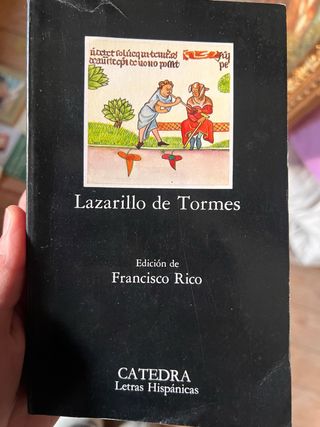 Lazarillo de Tormes
Edición de
Francisco Rico
CATEDRA
Letras Hispánicas